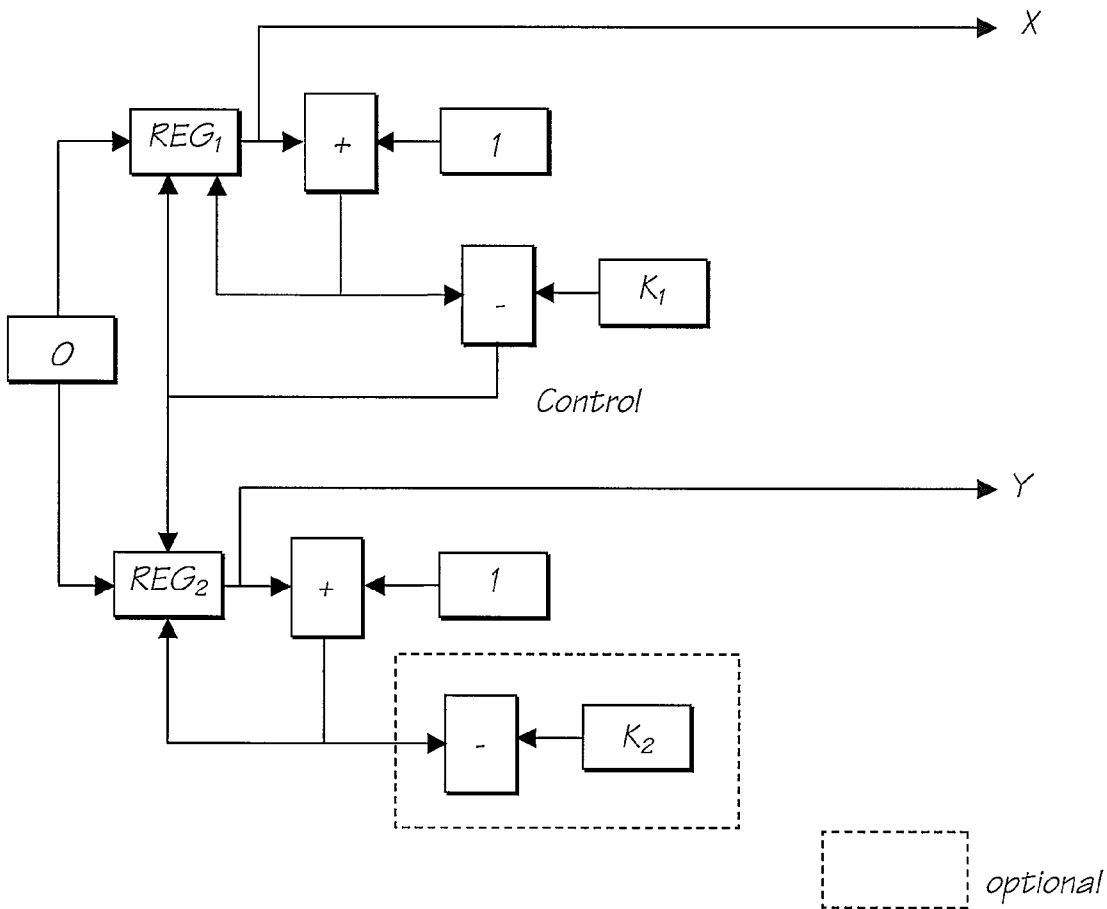 X
REG₁
+
1
-
K₁
0
Control
Y
REG₂
+
1
-
K₂
optional